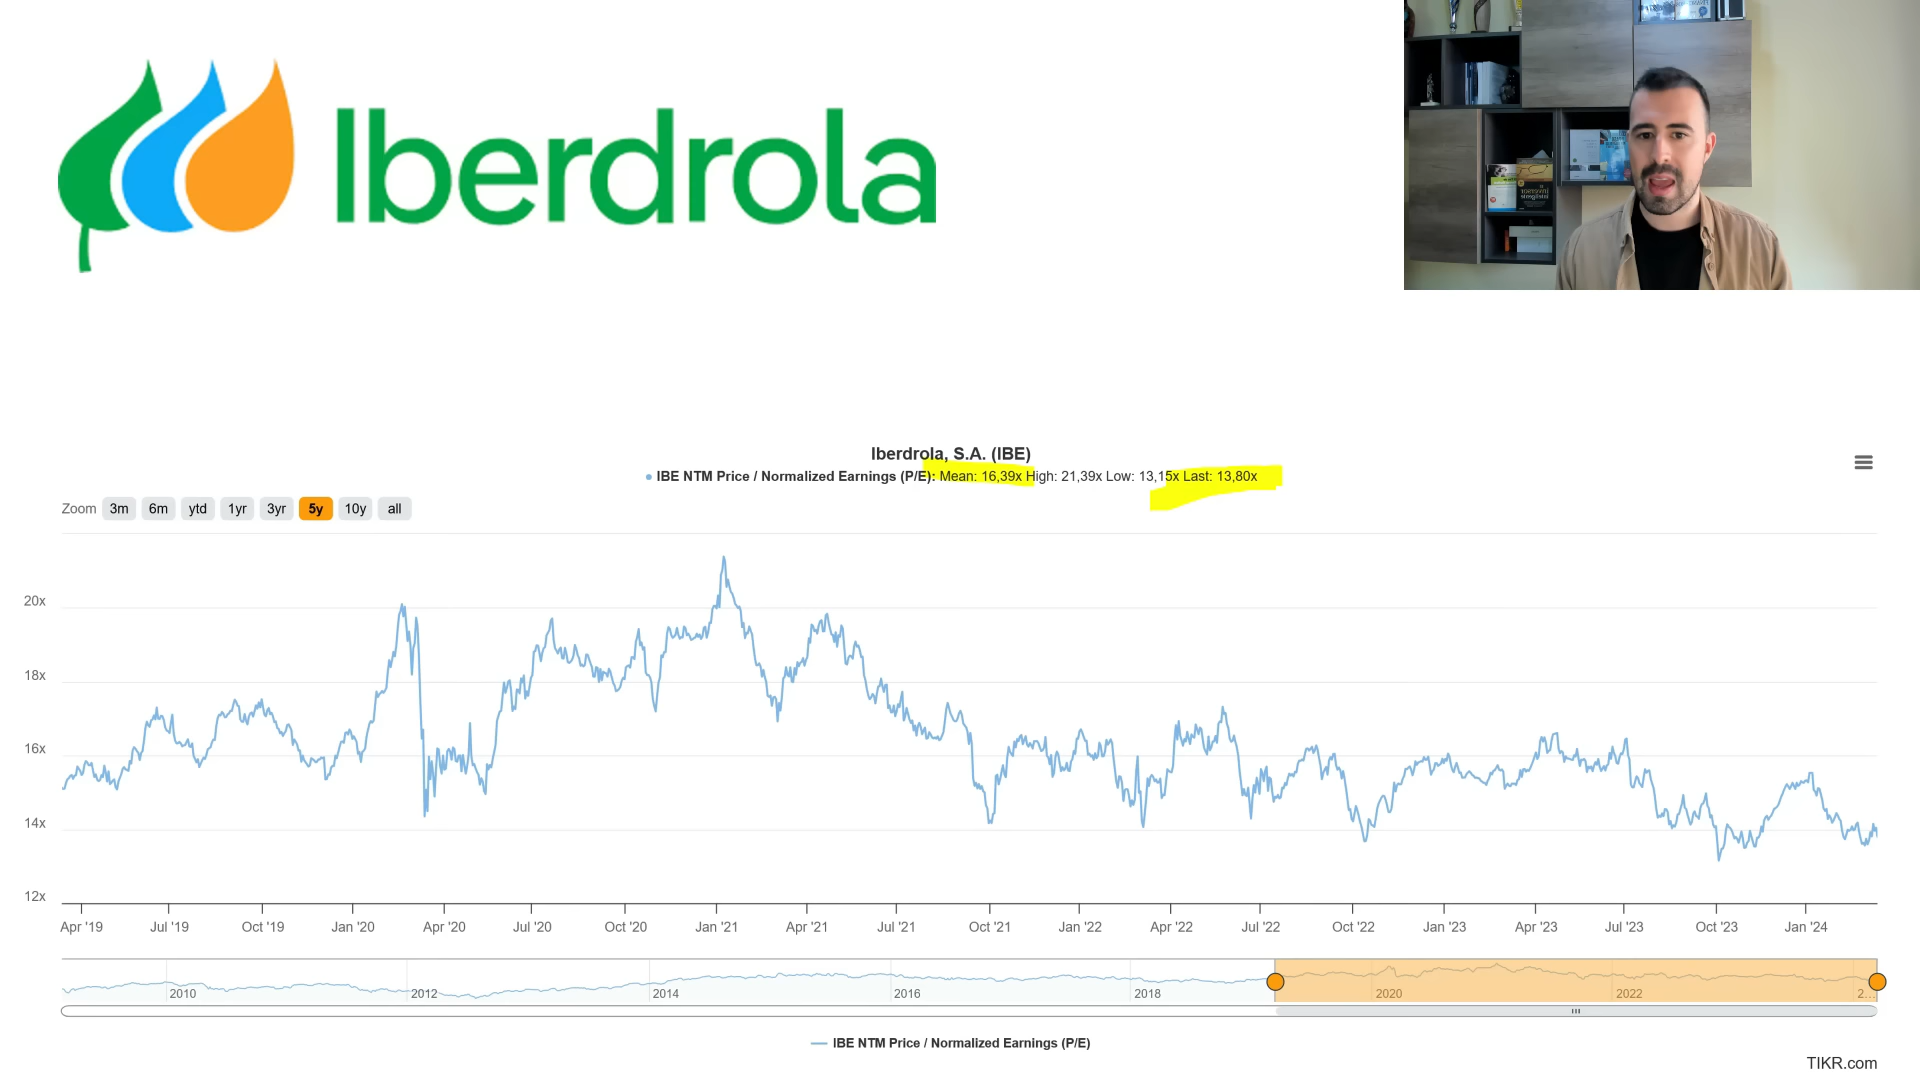 Iberdrola
Iberdrola, S.A. (IBE)
IBE NTM Price / Normalized Earnings (P/E): Mean: 16,39x High: 21,39x Low: 13,15x Last: 13,80x
Zoom 3m 6m ytd 1yr 3yr 5y 10y all
20x
18x
16x
14x
12x
Apr '19 Jul '19 Oct '19 Jan '20 Apr '20 Jul '20 Oct '20 Jan '21 Apr '21 Jul '21 Oct '21 Jan '22 Apr '22 Jul '22 Oct '22 Jan '23 Apr '23 Jul '23 Oct '23 Jan '24
2010 2012 2014 2016 2018 2020 2022 2...
IBE NTM Price / Normalized Earnings (P/E)
TIKR.com